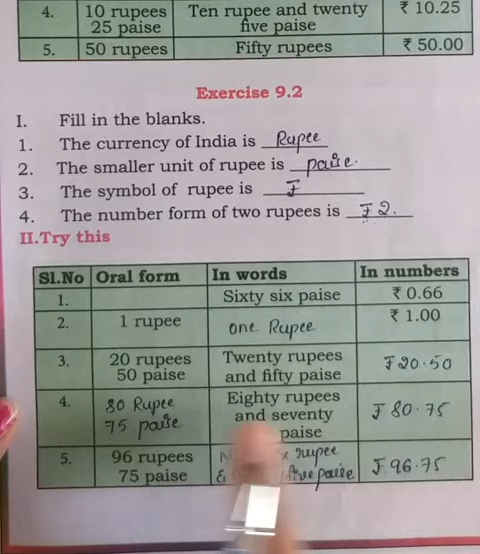 4. 10 rupees 25 paise Ten rupee and twenty five paise ₹ 10.25
5. 50 rupees Fifty rupees ₹ 50.00
Exercise 9.2
I. Fill in the blanks.
1. The currency of India is Rupee
2. The smaller unit of rupee is paise.
3. The symbol of rupee is ₹
4. The number form of two rupees is ₹ 2.
II.Try this
Sl.No Oral form In words In numbers
1. Sixty six paise ₹ 0.66
2. 1 rupee one Rupee ₹ 1.00
3. 20 rupees 50 paise Twenty rupees and fifty paise ₹20.50
4. 80 Rupee 75 paise Eighty rupees and seventy paise ₹ 80.75
5. 96 rupees 75 paise rupee five paise ₹ 96.75